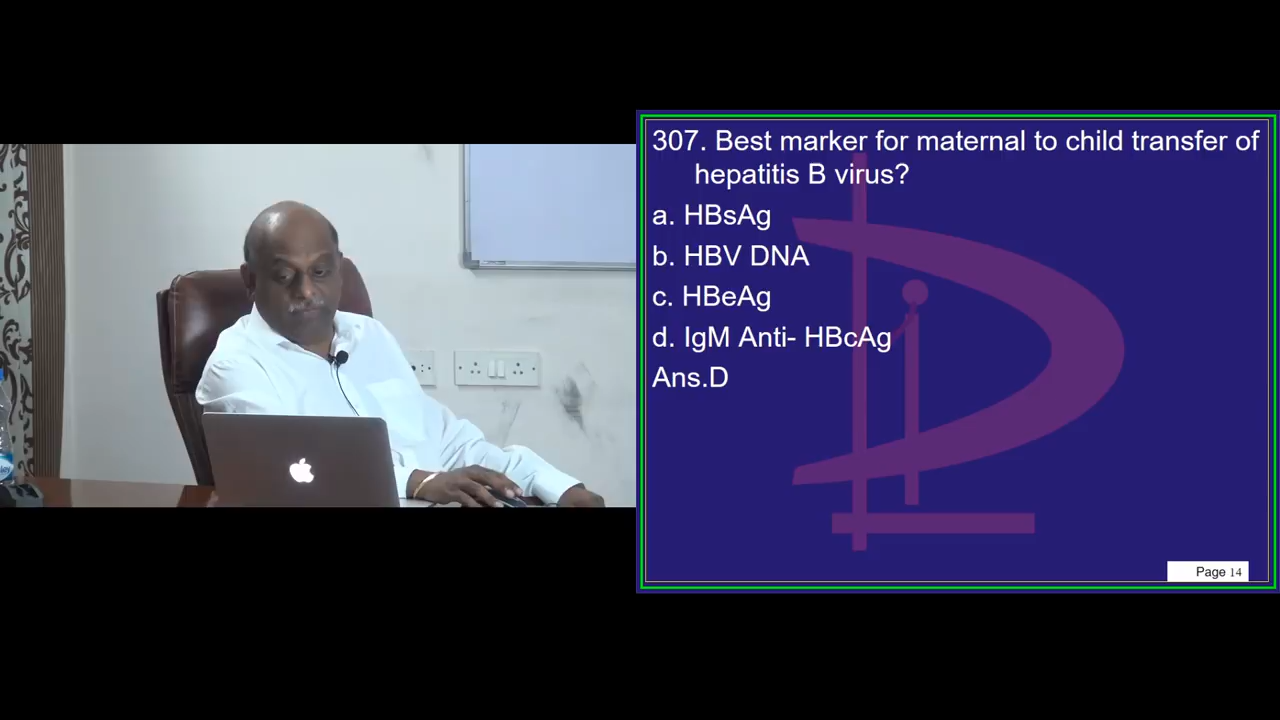 307. Best marker for maternal to child transfer of
hepatitis B virus?
a. HBsAg
b. HBV DNA
c. HBeAg
d. IgM Anti- HBcAg
Ans.D
Page 14